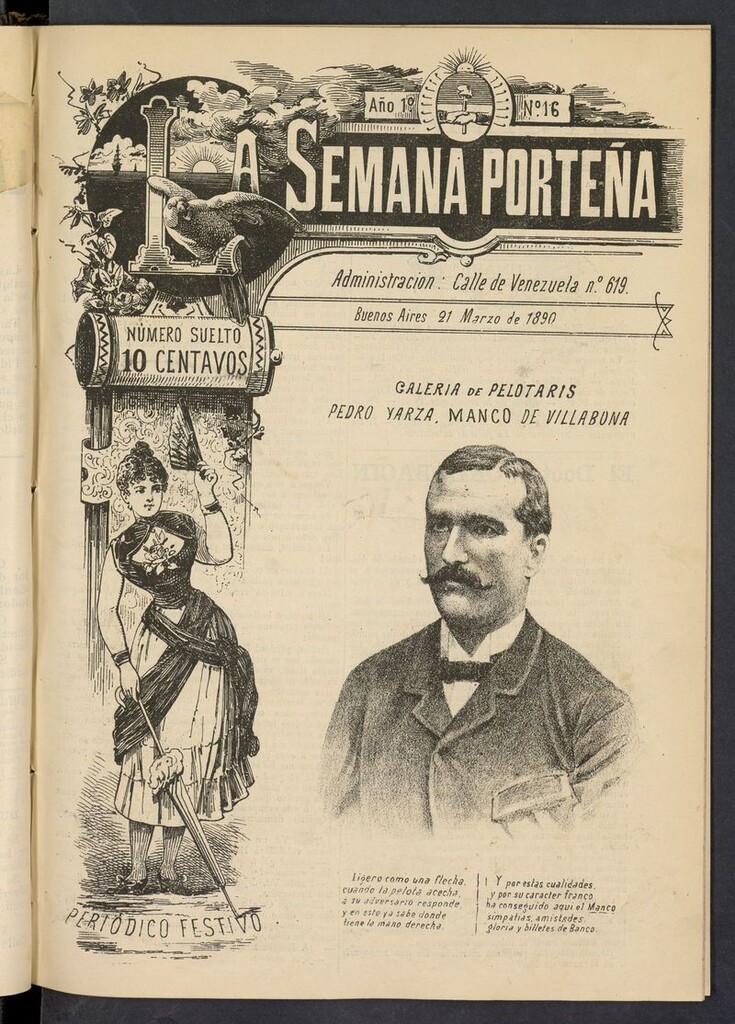 Año 1º
Nº16
LA SEMANA PORTEÑA
Administracion: Calle de Venezuela n.º 619.
Buenos Aires 21 Marzo de 1890
NÚMERO SUELTO
10 CENTAVOS
GALERIA DE PELOTARIS
PEDRO YARZA, MANCO DE VILLABONA
Ligero como una flecha,
cuando la pelota acecha,
a su adversario responde
y en esto ya sabe donde
tiene la mano derecha.
Y por estas cualidades,
y por su caracter franco
ha conseguido aqui el Manco
simpatias, amistades,
gloria y billetes de Banco.
PERIÓDICO FESTIVO